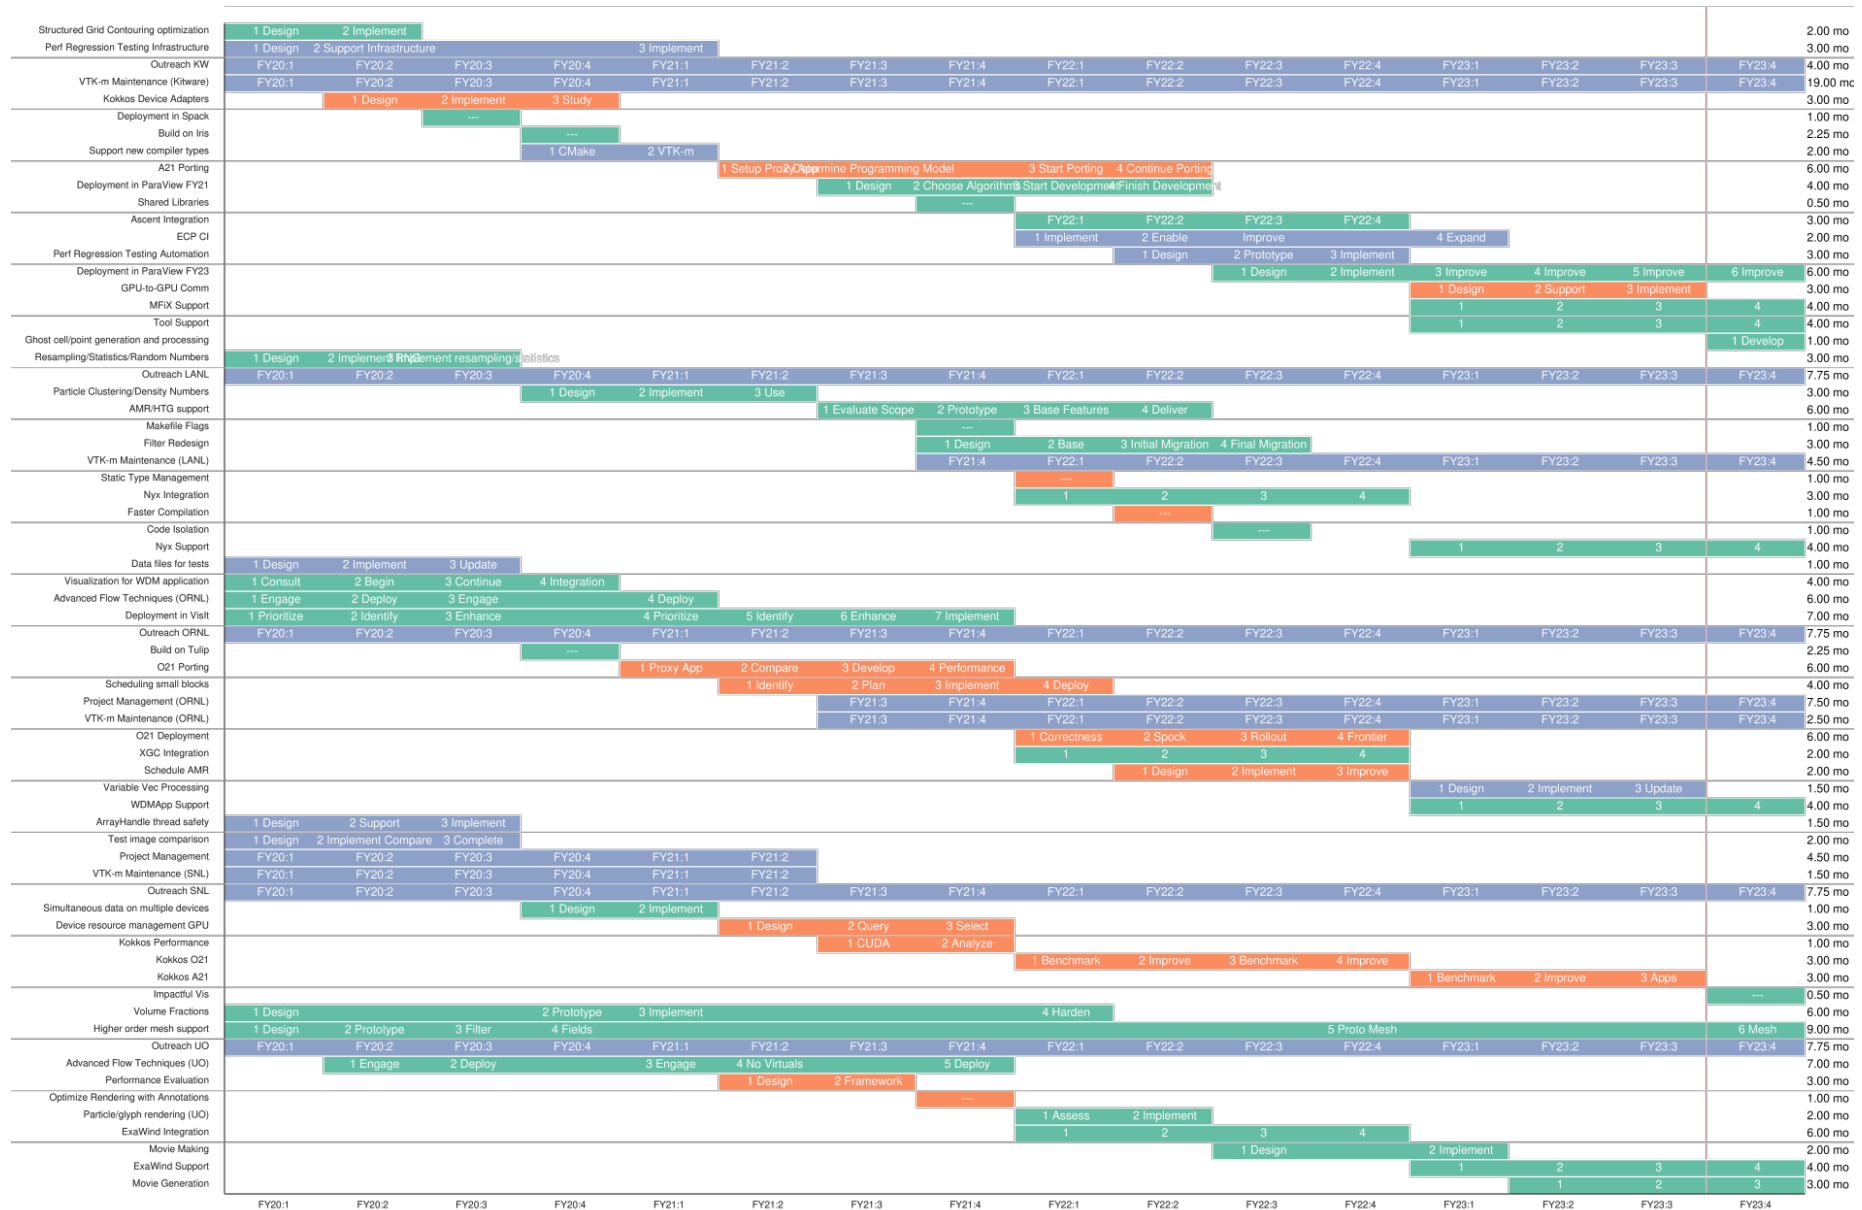 Structured Grid Contouring optimization 1 Design 2 Implement 2.00 mo
Perf Regression Testing Infrastructure 1 Design 2 Support Infrastructure 3 Implement 3.00 mo
Outreach KW FY20:1 FY20:2 FY20:3 FY20:4 FY21:1 FY21:2 FY21:3 FY21:4 FY22:1 FY22:2 FY22:3 FY22:4 FY23:1 FY23:2 FY23:3 FY23:4 4.00 mo
VTK-m Maintenance (Kitware) FY20:1 FY20:2 FY20:3 FY20:4 FY21:1 FY21:2 FY21:3 FY21:4 FY22:1 FY22:2 FY22:3 FY22:4 FY23:1 FY23:2 FY23:3 FY23:4 19.00 mo
Kokkos Device Adapters 1 Design 2 Implement 3 Study 3.00 mo
Deployment in Spack --- 1.00 mo
Build on Iris --- 2.25 mo
Support new compiler types 1 CMake 2 VTK-m 2.00 mo
A21 Porting 1 Setup Proxy Programming Model 3 Start Porting 4 Continue Porting 6.00 mo
Deployment in ParaView FY21 1 Design 2 Choose Algorithms 3 Start Development 4 Finish Development 4.00 mo
Shared Libraries --- 0.50 mo
Ascent Integration FY22:1 FY22:2 FY22:3 FY22:4 3.00 mo
ECP CI 1 Implement 2 Enable Improve 4 Expand 2.00 mo
Perf Regression Testing Automation 1 Design 2 Prototype 3 Implement 3.00 mo
Deployment in ParaView FY23 1 Design 2 Implement 3 Improve 4 Improve 5 Improve 6 Improve 6.00 mo
GPU-to-GPU Comm 1 Design 2 Support 3 Implement 3.00 mo
MFiX Support 1 2 3 4 4.00 mo
Tool Support 1 2 3 4 4.00 mo
Ghost cell/point generation and processing 1 Develop 1.00 mo
Resampling/Statistics/Random Numbers 1 Design 2 Implement RNG 3 Implement resampling/statistics 3.00 mo
Outreach LANL FY20:1 FY20:2 FY20:3 FY20:4 FY21:1 FY21:2 FY21:3 FY21:4 FY22:1 FY22:2 FY22:3 FY22:4 FY23:1 FY23:2 FY23:3 FY23:4 7.75 mo
Particle Clustering/Density Numbers 1 Design 2 Implement 3 Use 3.00 mo
AMR/HTG support 1 Evaluate Scope 2 Prototype 3 Base Features 4 Deliver 6.00 mo
Makefile Flags --- 1.00 mo
Filter Redesign 1 Design 2 Base 3 Initial Migration 4 Final Migration 3.00 mo
VTK-m Maintenance (LANL) FY21:4 FY22:1 FY22:2 FY22:3 FY22:4 FY23:1 FY23:2 FY23:3 FY23:4 4.50 mo
Static Type Management --- 1.00 mo
Nyx Integration 1 2 3 4 3.00 mo
Faster Compilation --- 1.00 mo
Code Isolation --- 1.00 mo
Nyx Support 1 2 3 4 4.00 mo
Data files for tests 1 Design 2 Implement 3 Update 1.00 mo
Visualization for WDM application 1 Consult 2 Begin 3 Continue 4 Integration 4.00 mo
Advanced Flow Techniques (ORNL) 1 Engage 2 Deploy 3 Engage 4 Deploy 6.00 mo
Deployment in VisIt 1 Prioritize 2 Identify 3 Enhance 4 Prioritize 5 Identify 6 Enhance 7 Implement 7.00 mo
Outreach ORNL FY20:1 FY20:2 FY20:3 FY20:4 FY21:1 FY21:2 FY21:3 FY21:4 FY22:1 FY22:2 FY22:3 FY22:4 FY23:1 FY23:2 FY23:3 FY23:4 7.75 mo
Build on Tulip --- 2.25 mo
O21 Porting 1 Proxy App 2 Compare 3 Develop 4 Performance 6.00 mo
Scheduling small blocks 1 Identify 2 Plan 3 Implement 4 Deploy 4.00 mo
Project Management (ORNL) FY21:3 FY21:4 FY22:1 FY22:2 FY22:3 FY22:4 FY23:1 FY23:2 FY23:3 FY23:4 7.50 mo
VTK-m Maintenance (ORNL) FY21:3 FY21:4 FY22:1 FY22:2 FY22:3 FY22:4 FY23:1 FY23:2 FY23:3 FY23:4 2.50 mo
O21 Deployment 1 Correctness 2 Spock 3 Rollout 4 Frontier 6.00 mo
XGC Integration 1 2 3 4 2.00 mo
Schedule AMR 1 Design 2 Implement 3 Improve 2.00 mo
Variable Vec Processing 1 Design 2 Implement 3 Update 1.50 mo
WDMApp Support 1 2 3 4 4.00 mo
ArrayHandle thread safety 1 Design 2 Support 3 Implement 1.50 mo
Test image comparison 1 Design 2 Implement Compare 3 Complete 2.00 mo
Project Management FY20:1 FY20:2 FY20:3 FY20:4 FY21:1 FY21:2 4.50 mo
VTK-m Maintenance (SNL) FY20:1 FY20:2 FY20:3 FY20:4 FY21:1 FY21:2 1.50 mo
Outreach SNL FY20:1 FY20:2 FY20:3 FY20:4 FY21:1 FY21:2 FY21:3 FY21:4 FY22:1 FY22:2 FY22:3 FY22:4 FY23:1 FY23:2 FY23:3 FY23:4 7.75 mo
Simultaneous data on multiple devices 1 Design 2 Implement 1.00 mo
Device resource management GPU 1 Design 2 Query 3 Select 3.00 mo
Kokkos Performance 1 CUDA 2 Analyze 1.00 mo
Kokkos O21 1 Benchmark 2 Improve 3 Benchmark 4 Improve 3.00 mo
Kokkos A21 1 Benchmark 2 Improve 3 Apps 3.00 mo
Impactful Vis --- 0.50 mo
Volume Fractions 1 Design 2 Prototype 3 Implement 4 Harden 6.00 mo
Higher order mesh support 1 Design 2 Prototype 3 Filter 4 Fields 5 Proto Mesh 6 Mesh 9.00 mo
Outreach UO FY20:1 FY20:2 FY20:3 FY20:4 FY21:1 FY21:2 FY21:3 FY21:4 FY22:1 FY22:2 FY22:3 FY22:4 FY23:1 FY23:2 FY23:3 FY23:4 7.75 mo
Advanced Flow Techniques (UO) 1 Engage 2 Deploy 3 Engage 4 No Virtuals 5 Deploy 7.00 mo
Performance Evaluation 1 Design 2 Framework 3.00 mo
Optimize Rendering with Annotations --- 1.00 mo
Particle/glyph rendering (UO) 1 Assess 2 Implement 2.00 mo
ExaWind Integration 1 2 3 4 6.00 mo
Movie Making 1 Design 2 Implement 2.00 mo
ExaWind Support 1 2 3 4 4.00 mo
Movie Generation 1 2 3 3.00 mo
FY20:1 FY20:2 FY20:3 FY20:4 FY21:1 FY21:2 FY21:3 FY21:4 FY22:1 FY22:2 FY22:3 FY22:4 FY23:1 FY23:2 FY23:3 FY23:4